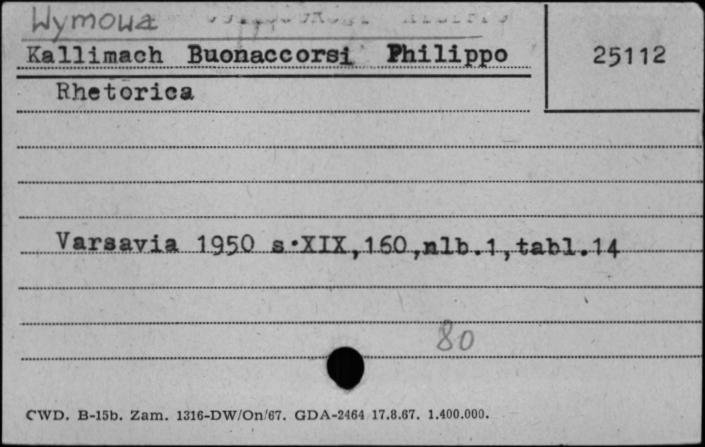 Wymowa
Kallimach Buonaccorsi Philippo
25112
Rhetorica
Varsavia 1950 s.XIX,160,nlb.1,tabl.14
80
CWD. B-15b. Zam. 1316-DW/On/67. GDA-2464 17.8.67. 1.400.000.